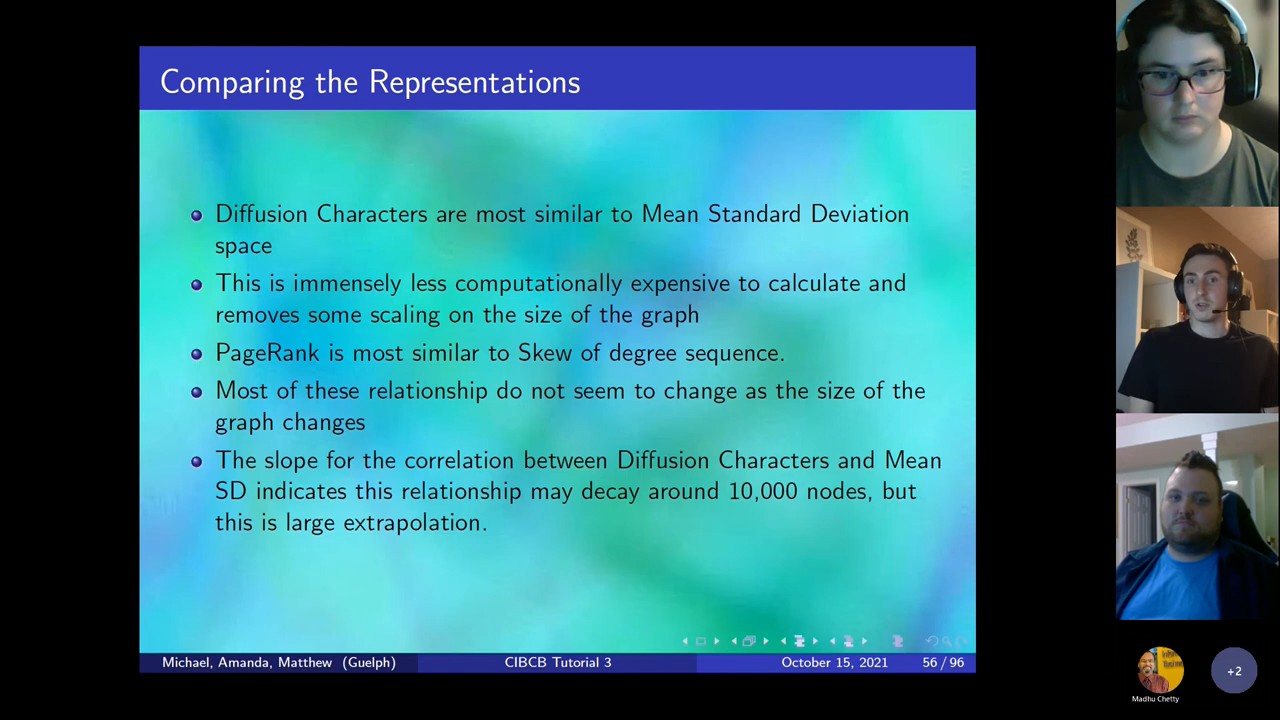 Comparing the Representations
Diffusion Characters are most similar to Mean Standard Deviation
space
This is immensely less computationally expensive to calculate and
removes some scaling on the size of the graph
PageRank is most similar to Skew of degree sequence.
Most of these relationship do not seem to change as the size of the
graph changes
The slope for the correlation between Diffusion Characters and Mean
SD indicates this relationship may decay around 10,000 nodes, but
this is large extrapolation.
Michael, Amanda, Matthew (Guelph)
CIBCB Tutorial 3
October 15, 2021
56 / 96
Madhu Chetty
+2